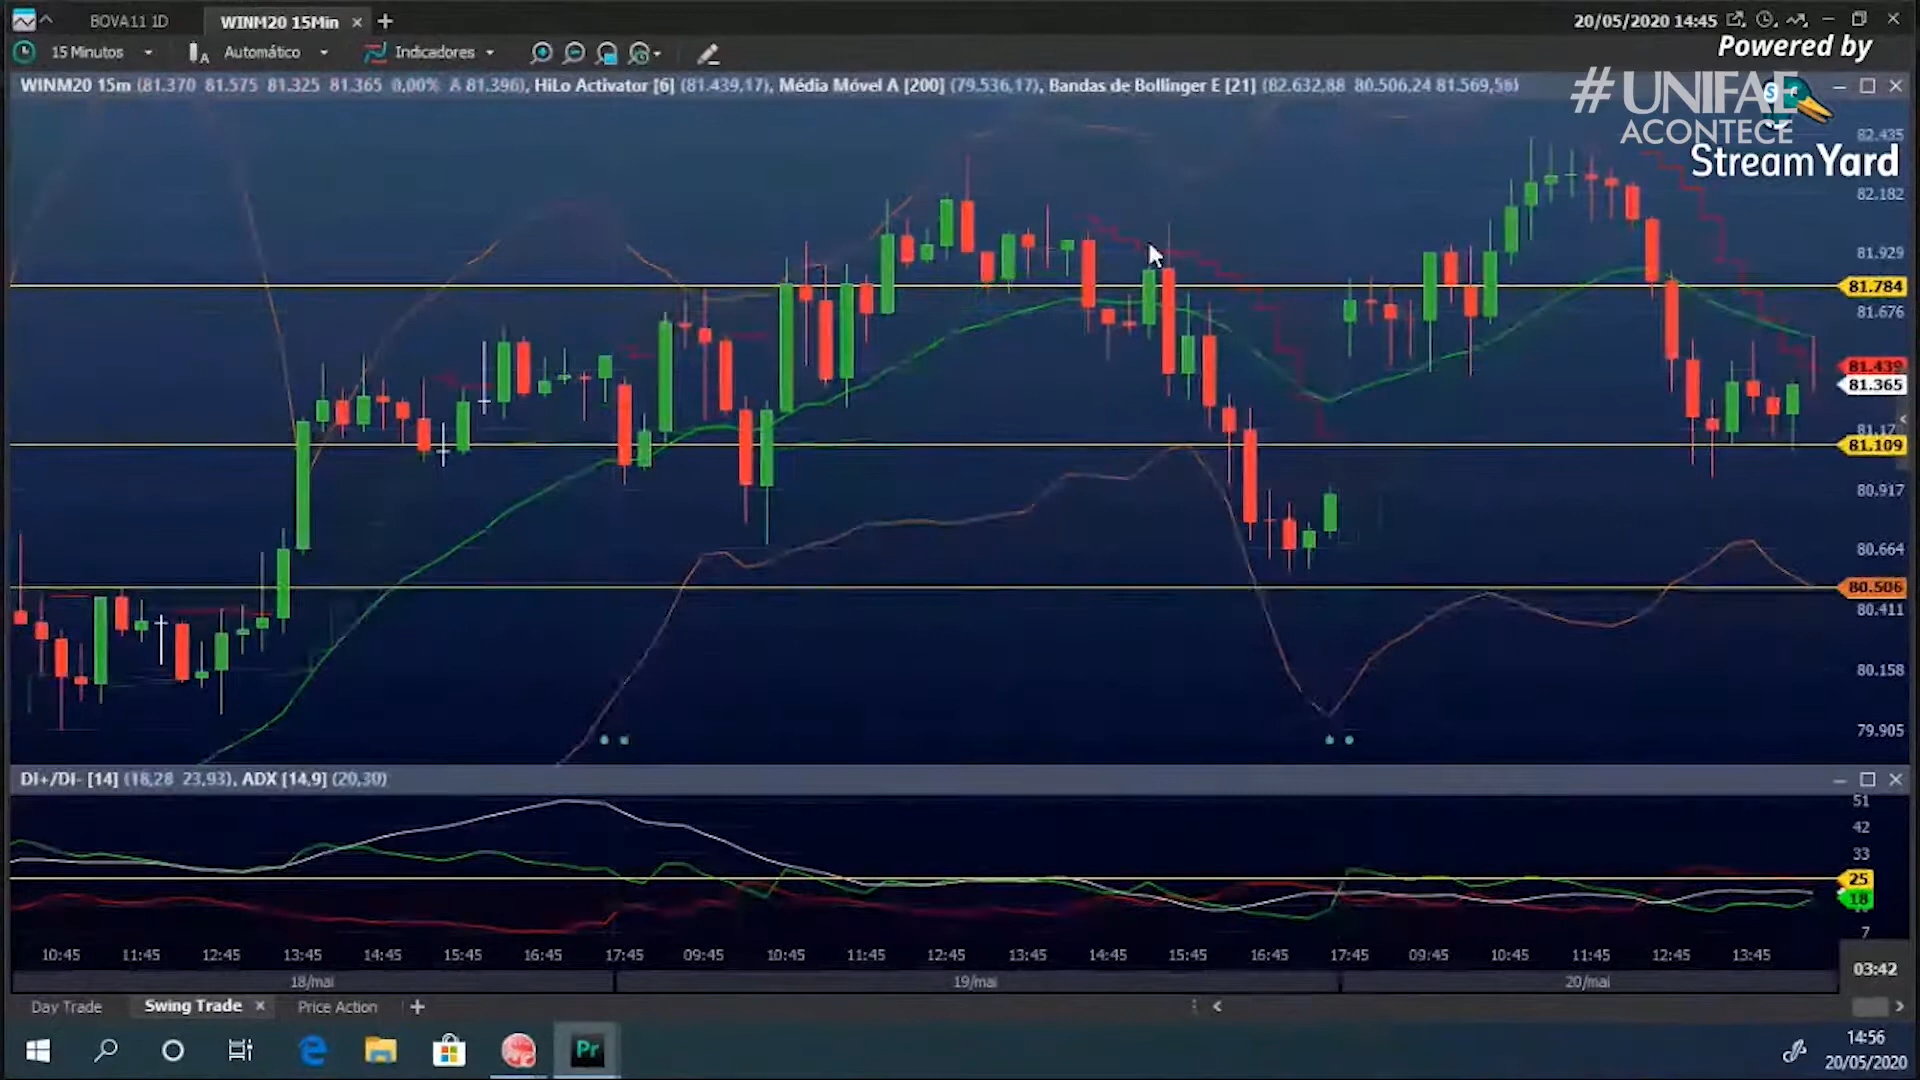 BOVA11 1D
WINM20 15Min
20/05/2020 14:45
15 Minutos
Automático
Indicadores
Powered by
WINM20 15m (81.370 81.575 81.325 81.365 0,00% A 81.396), HiLo Activator [6] (81.439,17), Média Móvel A [200] (79.536,17), Bandas de Bollinger E [21] (82.632,88 80.506,24 81.569,56)
#UNIFAE
ACONTECE
StreamYard
82.435
82.182
81.929
81.784
81.676
81.439
81.365
81.17
81.109
80.917
80.664
80.506
80.411
80.158
79.905
DI+/DI- [14] (18,28 23,93), ADX [14,9] (20,30)
51
42
33
25
18
7
10:45 11:45 12:45 13:45 14:45 15:45 16:45 17:45 09:45 10:45 11:45 12:45 13:45 14:45 15:45 16:45 17:45 09:45 10:45 11:45 12:45 13:45
03:42
18/mai 19/mai 20/mai
Day Trade
Swing Trade
Price Action
Pr
14:56
20/05/2020